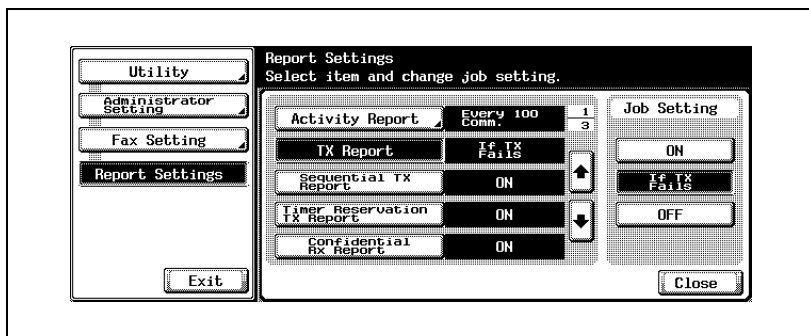 Utility
Administrator
Setting
Fax Setting
Report Settings
Exit
Report Settings
Select item and change job setting.
Activity Report
Every 100
Comm.
1
3
TX Report
If TX
Fails
Sequential TX
Report
ON
Timer Reservation
TX Report
ON
Confidential
Rx Report
ON
Job Setting
ON
If TX
Fails
OFF
Close